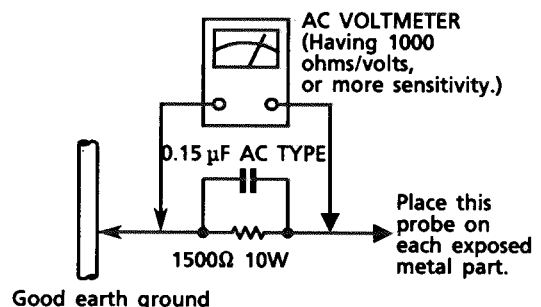 AC VOLTMETER
(Having 1000
ohms/volts,
or more sensitivity.)
0.15 μF AC TYPE
1500Ω 10W
Place this
probe on
each exposed
metal part.
Good earth ground